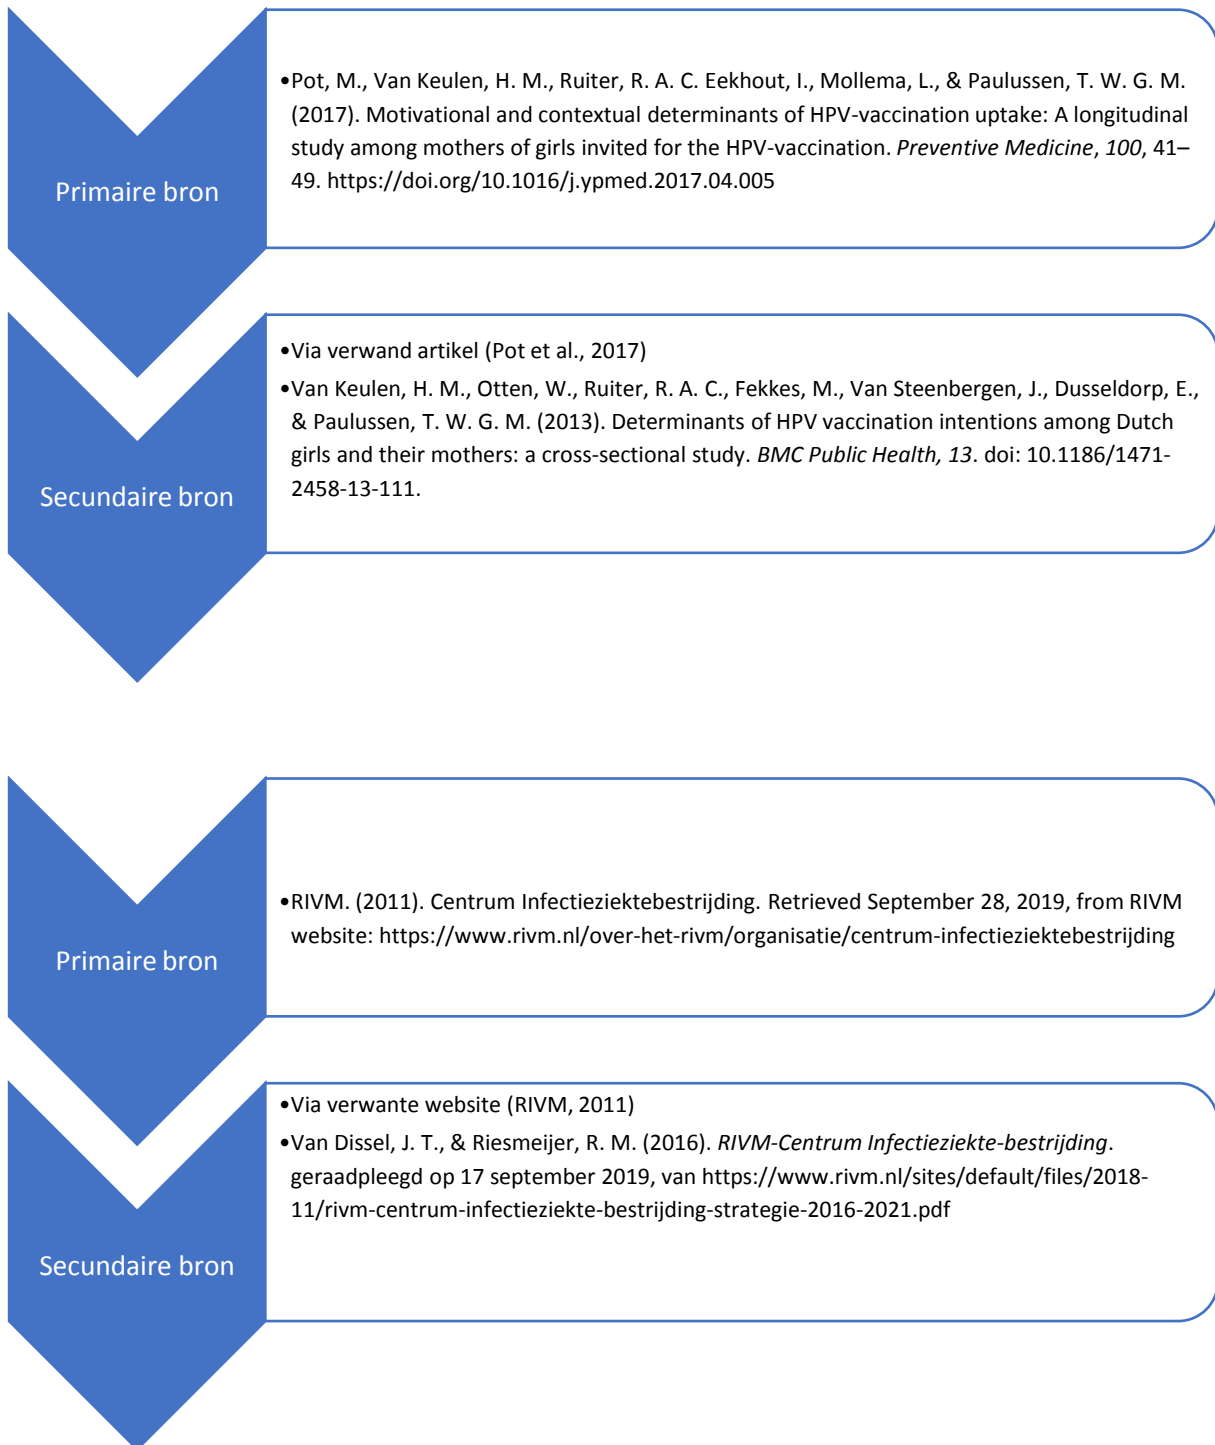 Primaire bron
•Pot, M., Van Keulen, H. M., Ruiter, R. A. C. Eekhout, I., Mollema, L., & Paulussen, T. W. G. M.
(2017). Motivational and contextual determinants of HPV-vaccination uptake: A longitudinal
study among mothers of girls invited for the HPV-vaccination. Preventive Medicine, 100, 41–
49. https://doi.org/10.1016/j.ypmed.2017.04.005
Secundaire bron
•Via verwand artikel (Pot et al., 2017)
•Van Keulen, H. M., Otten, W., Ruiter, R. A. C., Fekkes, M., Van Steenbergen, J., Dusseldorp, E.,
& Paulussen, T. W. G. M. (2013). Determinants of HPV vaccination intentions among Dutch
girls and their mothers: a cross-sectional study. BMC Public Health, 13. doi: 10.1186/1471-
2458-13-111.
Primaire bron
•RIVM. (2011). Centrum Infectieziektebestrijding. Retrieved September 28, 2019, from RIVM
website: https://www.rivm.nl/over-het-rivm/organisatie/centrum-infectieziektebestrijding
Secundaire bron
•Via verwante website (RIVM, 2011)
•Van Dissel, J. T., & Riesmeijer, R. M. (2016). RIVM-Centrum Infectieziekte-bestrijding.
geraadpleegd op 17 september 2019, van https://www.rivm.nl/sites/default/files/2018-
11/rivm-centrum-infectieziekte-bestrijding-strategie-2016-2021.pdf